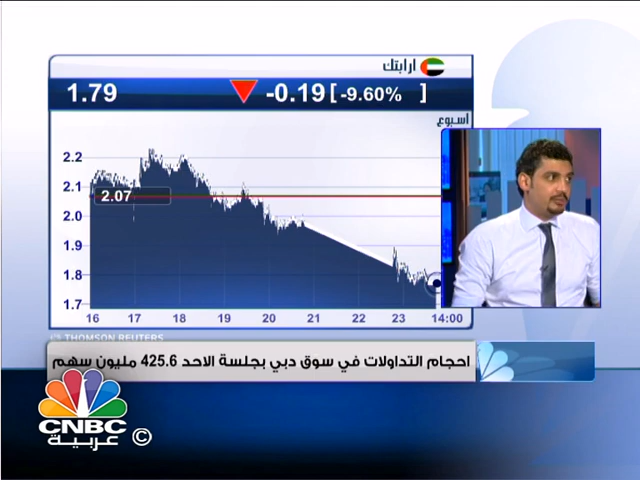 ارابتك
1.79 ▼ -0.19 [ -9.60% ]
أسبوع
2.2
2.1
2.07
2.0
1.9
1.8
1.7
16 17 18 19 20 22 23 14:00
© THOMSON REUTERS
احجام التداولات في سوق دبي بجلسة الاحد 425.6 مليون سهم
CNBC
عربية ©